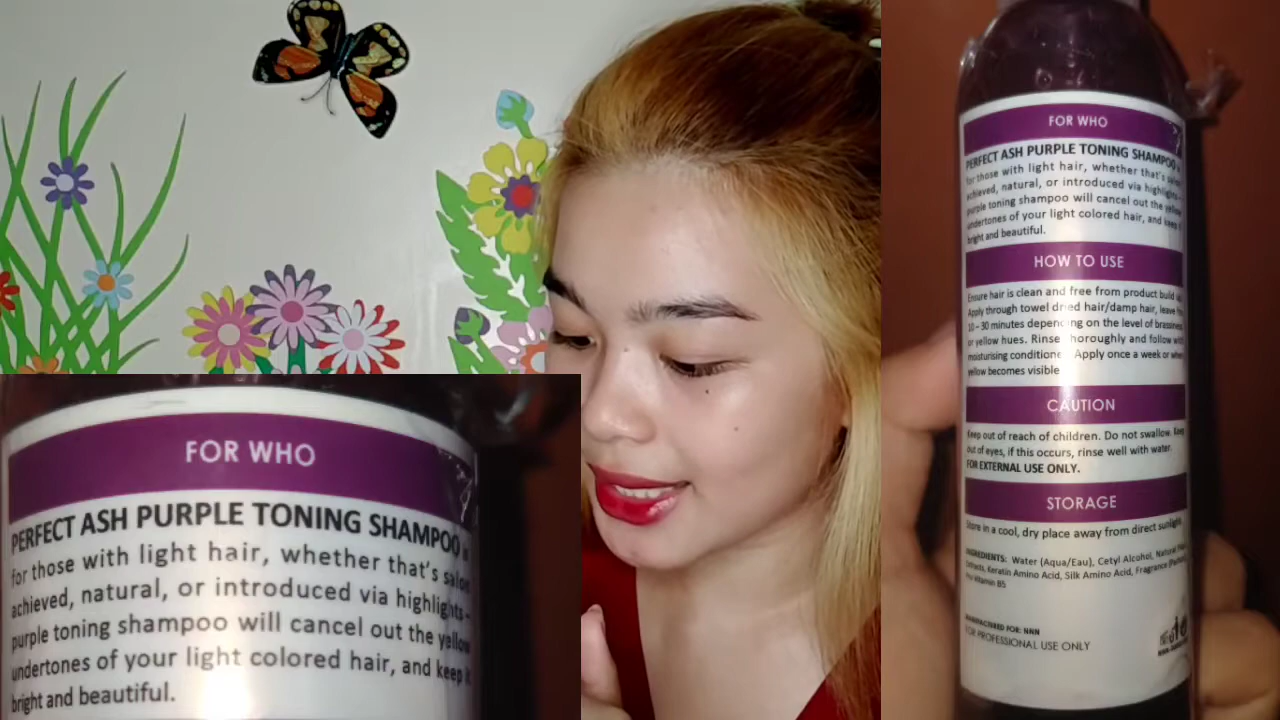 FOR WHO
PERFECT ASH PURPLE TONING SHAMPOO
for those with light hair, whether that's salon
achieved, natural, or introduced via highlights-
purple toning shampoo will cancel out the yellow
undertones of your light colored hair, and keep
bright and beautiful.
FOR WHO
PERFECT ASH PURPLE TONING SHAMPOO
for those with light hair, whether that's
achieved, natural, or introduced via highlights-
purple toning shampoo will cancel out the yellow
undertones of your light colored hair, and keep
bright and beautiful.
HOW TO USE
Ensure hair is clean and free from product build
Apply through towel dried hair/damp hair, leave
10 - 30 minutes depending on the level of brassiness
or yellow hues. Rinse thoroughly and follow with
moisturising conditioner. Apply once a week or when
yellow becomes visible
CAUTION
Keep out of reach of children. Do not swallow. Keep
out of eyes, if this occurs, rinse well with water.
FOR EXTERNAL USE ONLY.
STORAGE
Store in a cool, dry place away from direct sunlight.
INGREDIENTS: Water (Aqua/Eau), Cetyl Alcohol, Natural
Extracts, Keratin Amino Acid, Silk Amino Acid, Fragrance
Vitamin B5
MANUFACTURED FOR: NNN
FOR PROFESSIONAL USE ONLY